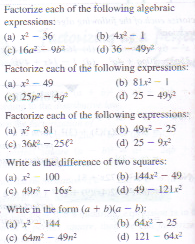 Factorize each of the following algebraic
expressions:
(a) x² − 36 (b) 4x² − 1
(c) 16a² − 9b² (d) 36 − 49y²
Factorize each of the following expressions:
(a) x² − 49 (b) 81x² − 1
(c) 25p² − 4q² (d) 25 − 49y²
Factorize each of the following expressions:
(a) x² − 81 (b) 49x² − 25
(c) 36k² − 25ℓ² (d) 25 − 9x²
Write as the difference of two squares:
(a) x² − 100 (b) 144x² − 49
(c) 49r² − 16s² (d) 49 − 121x²
Write in the form (a + b)(a − b):
(a) x² − 144 (b) 64x² − 25
(c) 64m² − 49n² (d) 121 − 64x²